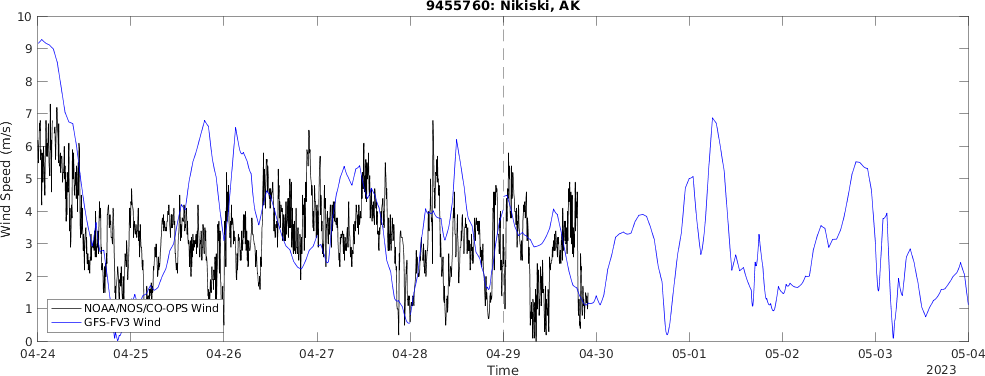 9455760: Nikiski, AK
Wind Speed (m/s)
10
9
8
7
6
5
4
3
2
1
0
NOAA/NOS/CO-OPS Wind
GFS-FV3 Wind
04-24 04-25 04-26 04-27 04-28 04-29 04-30 05-01 05-02 05-03 05-04
Time
2023